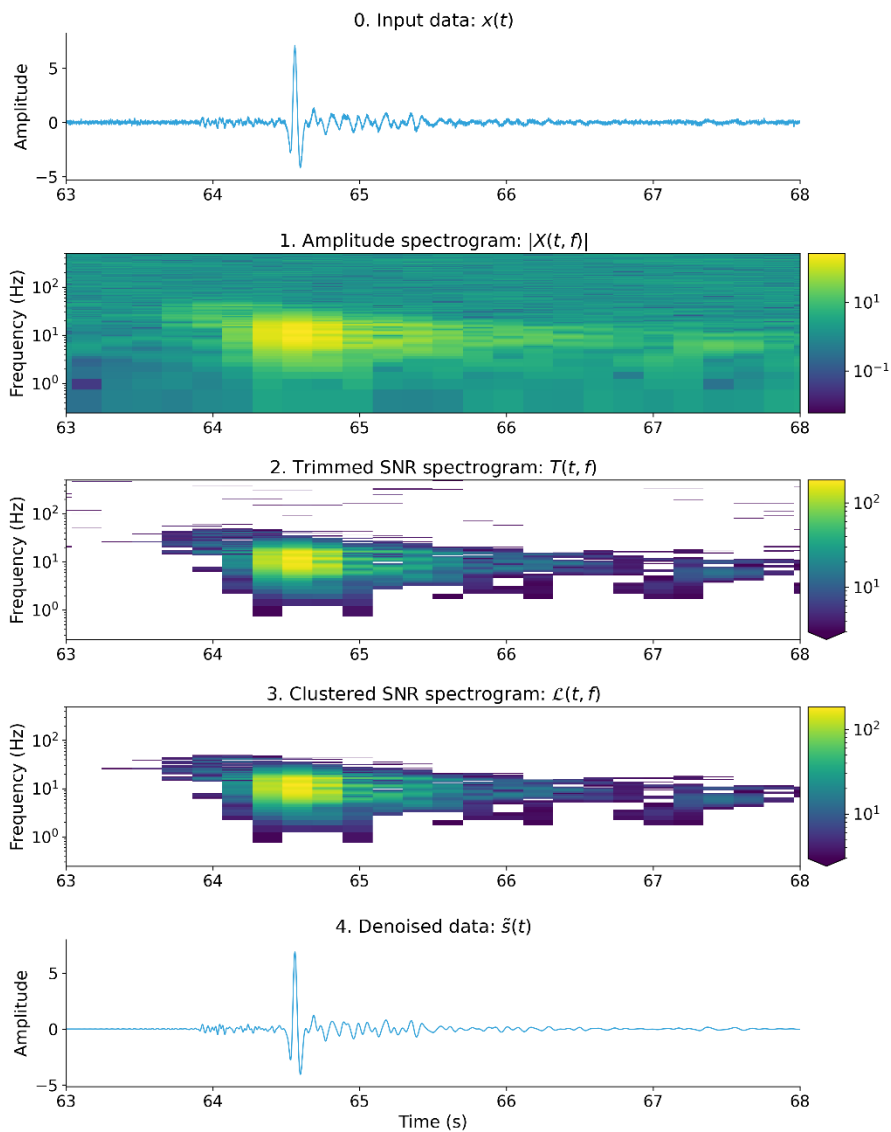 0. Input data: x(t)
Amplitude
5
0
−5
63 64 65 66 67 68
1. Amplitude spectrogram: |X(t, f)|
Frequency (Hz)
10²
10¹
10⁰
10¹
10⁻¹
63 64 65 66 67 68
2. Trimmed SNR spectrogram: T(t, f)
Frequency (Hz)
10²
10¹
10⁰
10²
10¹
63 64 65 66 67 68
3. Clustered SNR spectrogram: ℒ(t, f)
Frequency (Hz)
10²
10¹
10⁰
10²
10¹
63 64 65 66 67 68
4. Denoised data: s̃(t)
Amplitude
5
0
−5
63 64 65 66 67 68
Time (s)